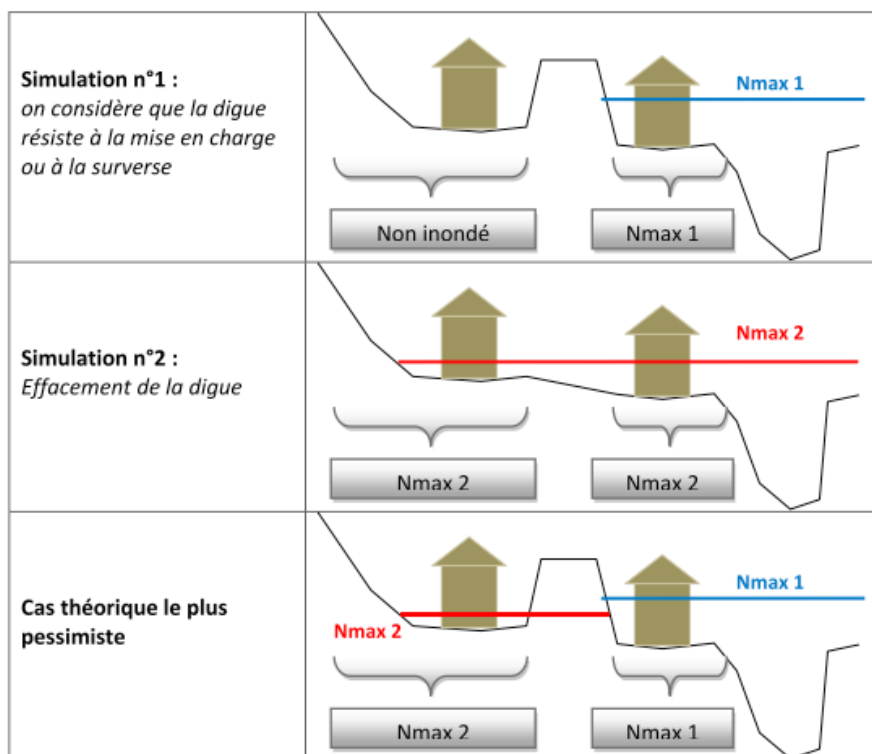 Simulation n°1 :
on considère que la digue
résiste à la mise en charge
ou à la surverse
Nmax 1
Non inondé
Nmax 1
Simulation n°2 :
Effacement de la digue
Nmax 2
Nmax 2
Nmax 2
Cas théorique le plus
pessimiste
Nmax 1
Nmax 2
Nmax 2
Nmax 1